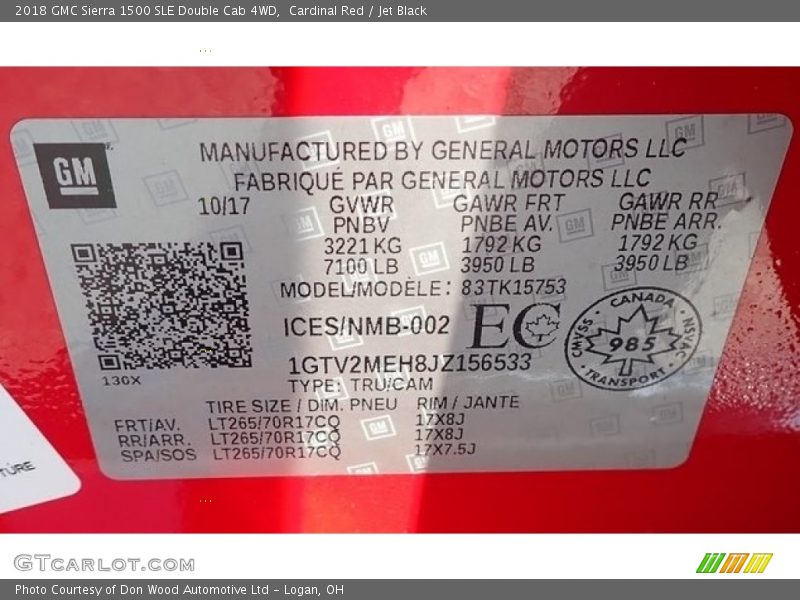 2018 GMC Sierra 1500 SLE Double Cab 4WD,  Cardinal Red / Jet Black
GM
MANUFACTURED BY GENERAL MOTORS LLC
FABRIQUÉ PAR GENERAL MOTORS LLC
10/17 GVWR GAWR FRT GAWR RR
PNBV PNBE AV. PNBE ARR.
3221 KG 1792 KG 1792 KG
7100 LB 3950 LB 3950 LB
MODEL/MODELE: 83TK15753
ICES/NMB-002 EC
CANADA
CMVSS • NSVAC
985
TRANSPORT
1GTV2MEH8JZ156533
130X
TYPE: TRU/CAM
TIRE SIZE / DIM. PNEU RIM / JANTE
FRT/AV. LT265/70R17CQ 17X8J
RR/ARR. LT265/70R17CQ 17X8J
SPA/SOS LT265/70R17CQ 17X7.5J
GTCARLOT.COM
Photo Courtesy of Don Wood Automotive Ltd - Logan, OH